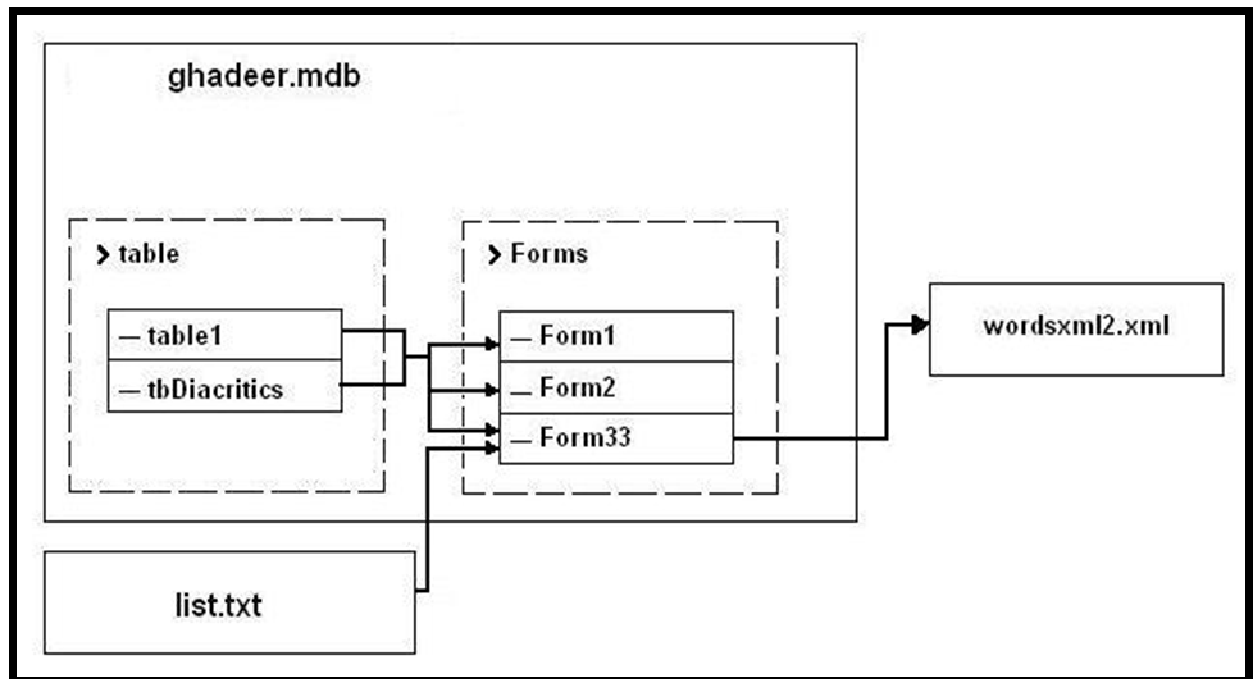 ghadeer.mdb
> table
— table1
— tbDiacritics
> Forms
— Form1
— Form2
— Form33
wordsxml2.xml
list.txt